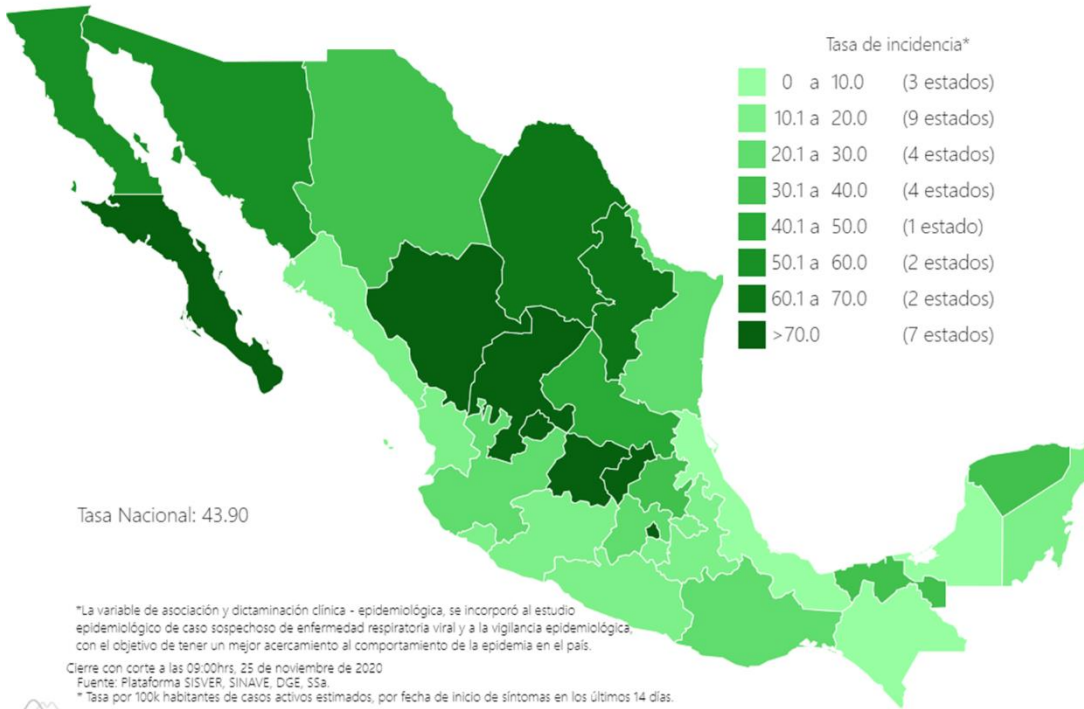 Tasa de incidencia*
0 a 10.0 (3 estados)
10.1 a 20.0 (9 estados)
20.1 a 30.0 (4 estados)
30.1 a 40.0 (4 estados)
40.1 a 50.0 (1 estado)
50.1 a 60.0 (2 estados)
60.1 a 70.0 (2 estados)
>70.0 (7 estados)
Tasa Nacional: 43.90
*La variable de asociación y dictaminación clínica - epidemiológica, se incorporó al estudio
epidemiológico de caso sospechoso de enfermedad respiratoria viral y a la vigilancia epidemiológica,
con el objetivo de tener un mejor acercamiento al comportamiento de la epidemia en el país.
Cierre con corte a las 09:00hrs, 25 de noviembre de 2020
Fuente: Plataforma SISVER, SINAVE, DGE, SSa.
* Tasa por 100k habitantes de casos activos estimados, por fecha de inicio de síntomas en los últimos 14 días.